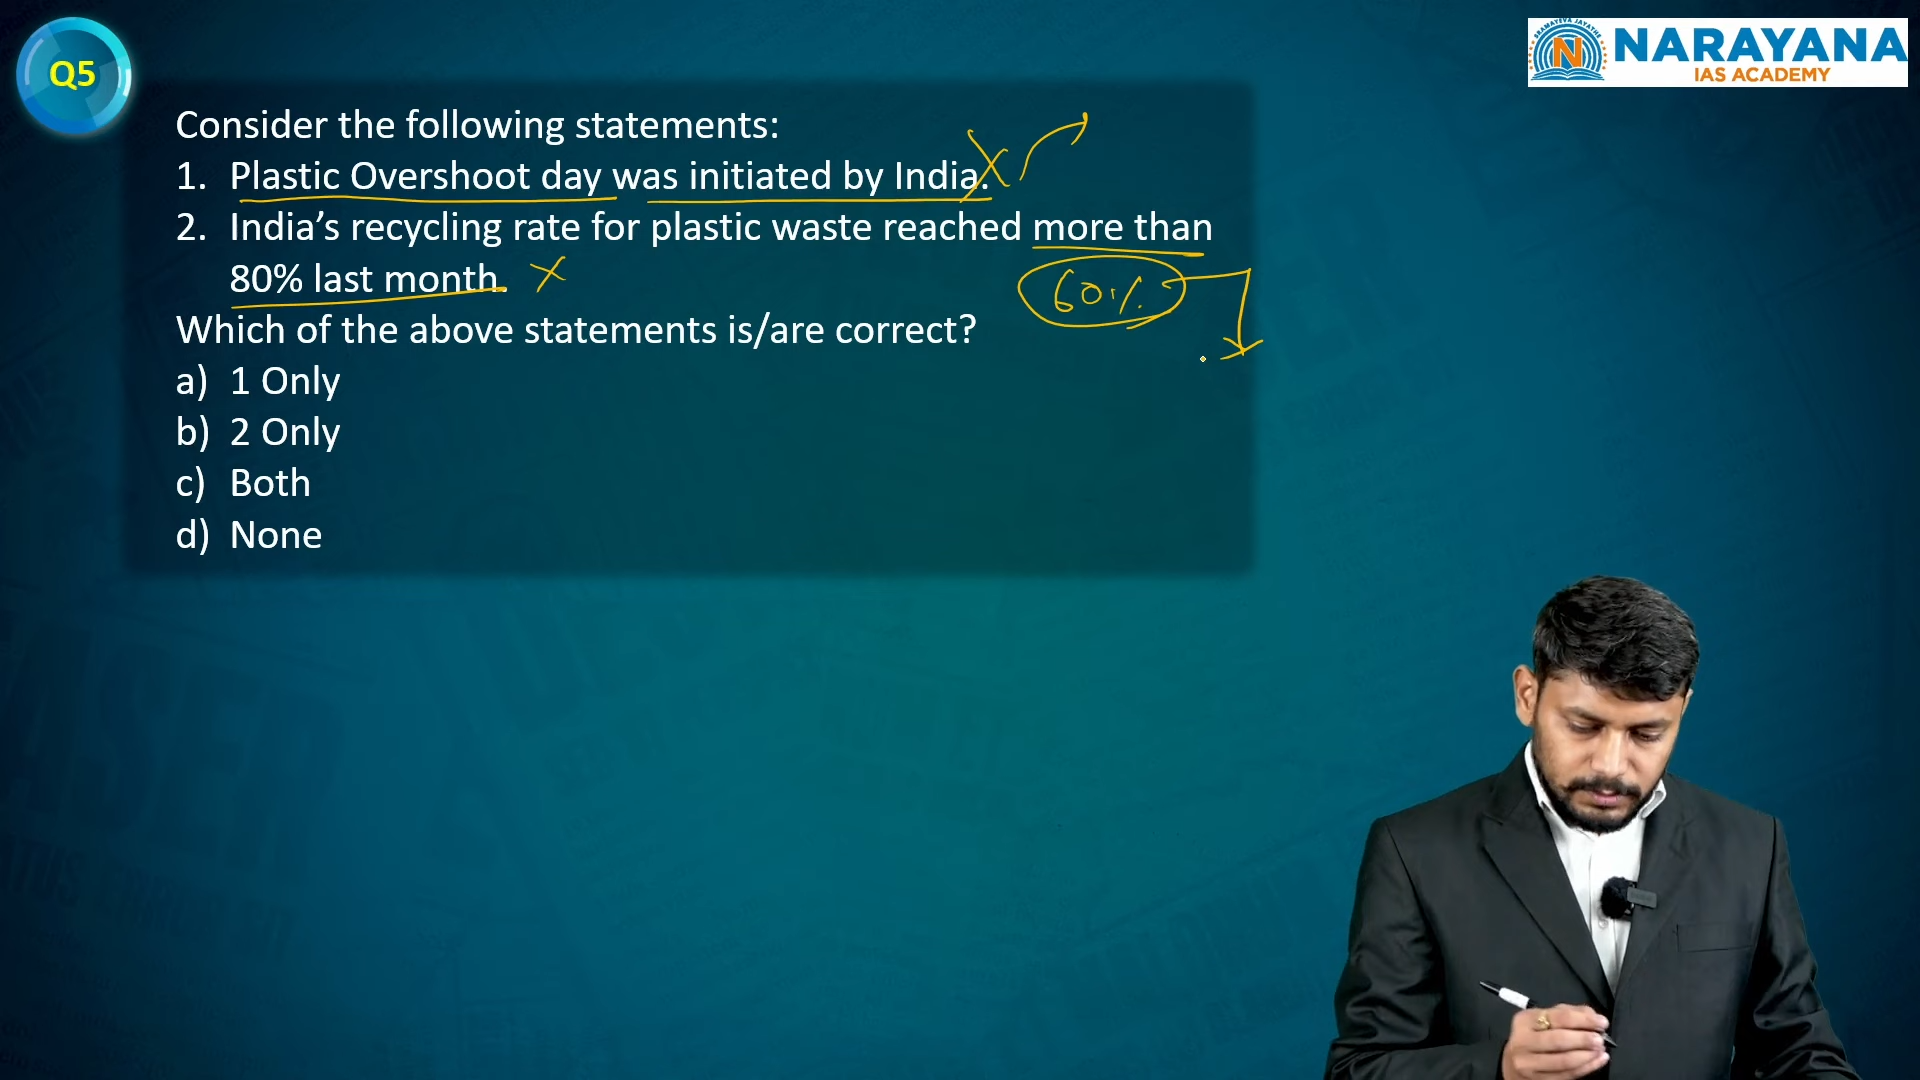 Q5
NARAYANA
IAS ACADEMY
Consider the following statements:
1. Plastic Overshoot day was initiated by India.
2. India’s recycling rate for plastic waste reached more than
80% last month.
60%
Which of the above statements is/are correct?
a) 1 Only
b) 2 Only
c) Both
d) None